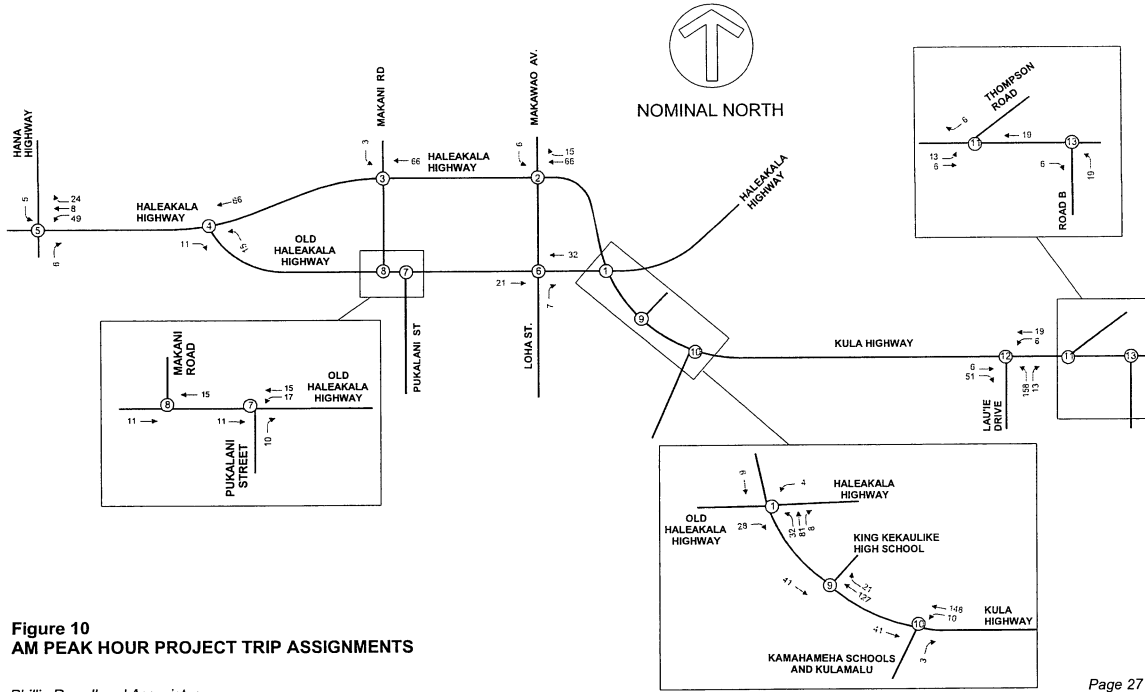 NOMINAL NORTH
HANA
HIGHWAY
MAKANI RD
MAKAWAO AV.
HALEAKALA
HIGHWAY
3
66
6
15
66
3
2
HALEAKALA
HIGHWAY
5
24
8
49
5
6
HALEAKALA
HIGHWAY
4
66
11
15
OLD
HALEAKALA
HIGHWAY
8
7
PUKALANI ST
21
6
32
7
LOHA ST.
1
9
10
KULA HIGHWAY
19
6
12
6
51
158
13
LAU'IE
DRIVE
11
13
THOMPSON
ROAD
6
19
11
13
13
6
6
19
ROAD B
MAKANI
ROAD
OLD
HALEAKALA
HIGHWAY
8
15
7
15
17
11
11
10
PUKALANI
STREET
4
HALEAKALA
HIGHWAY
1
OLD
HALEAKALA
HIGHWAY
28
32
81
8
KING KEKAULIKE
HIGH SCHOOL
41
9
21
127
148
10
10
KULA
HIGHWAY
41
3
KAMAHAMEHA SCHOOLS
AND KULAMALU
Figure 10
AM PEAK HOUR PROJECT TRIP ASSIGNMENTS
Page 27